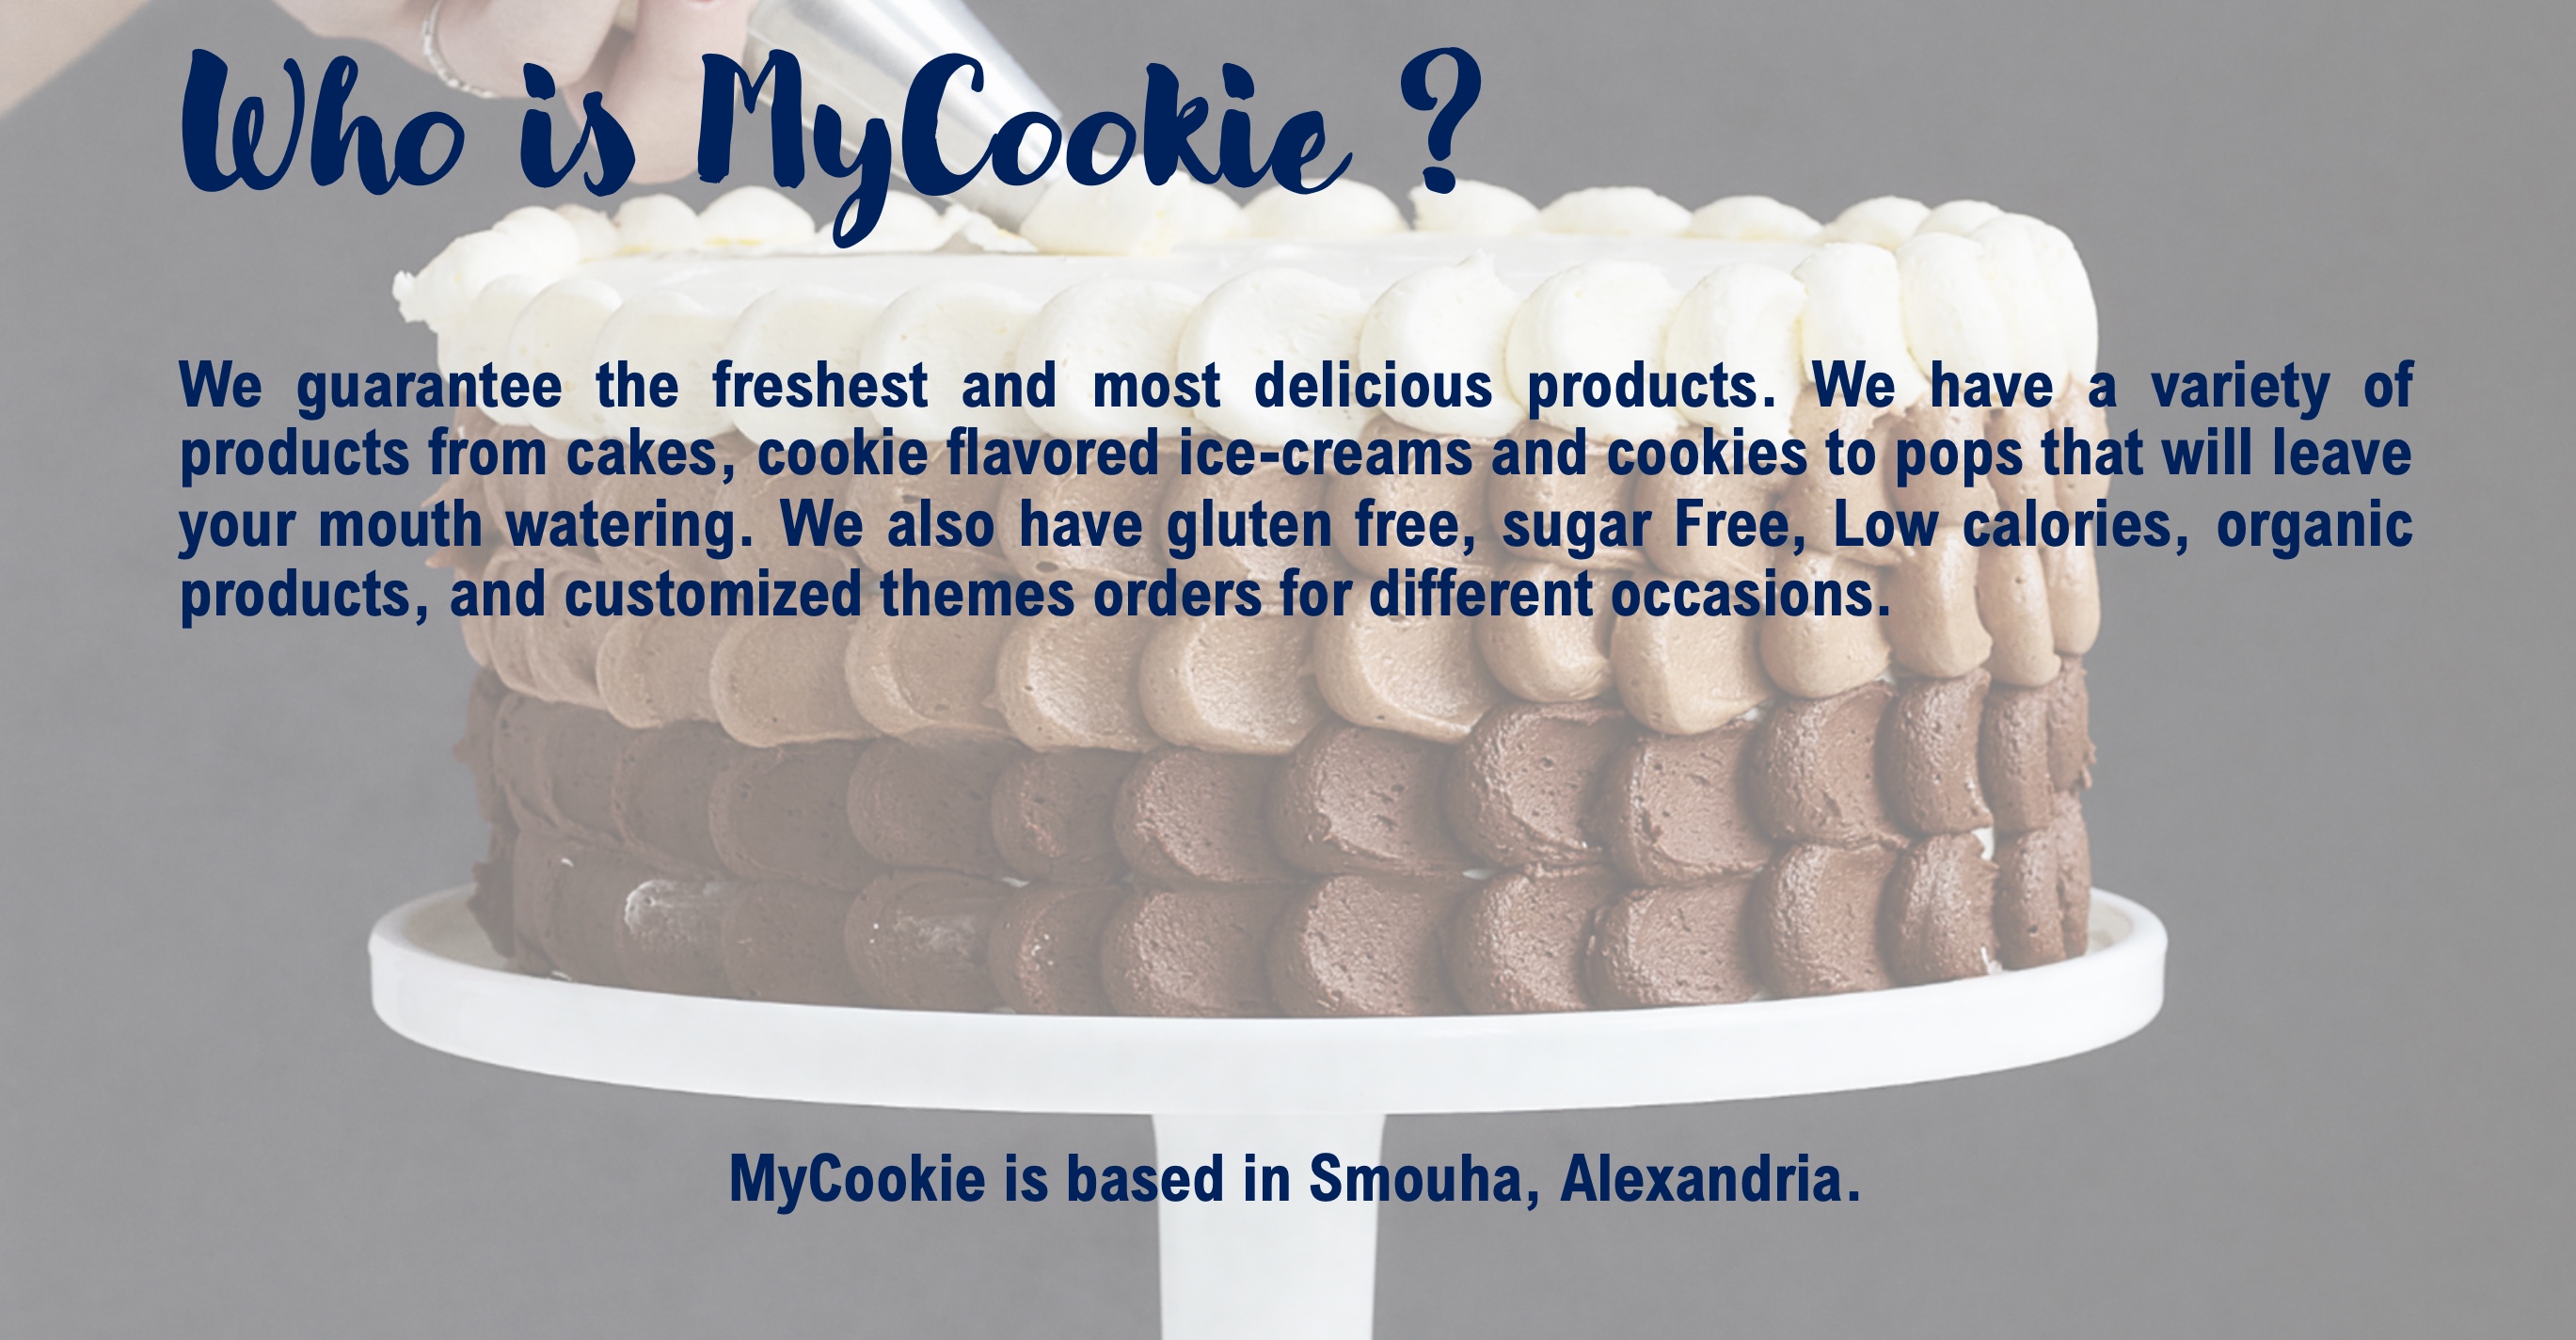 Who is MyCookie ?
We guarantee the freshest and most delicious products. We have a variety of
products from cakes, cookie flavored ice-creams and cookies to pops that will leave
your mouth watering. We also have gluten free, sugar Free, Low calories, organic
products, and customized themes orders for different occasions.
MyCookie is based in Smouha, Alexandria.